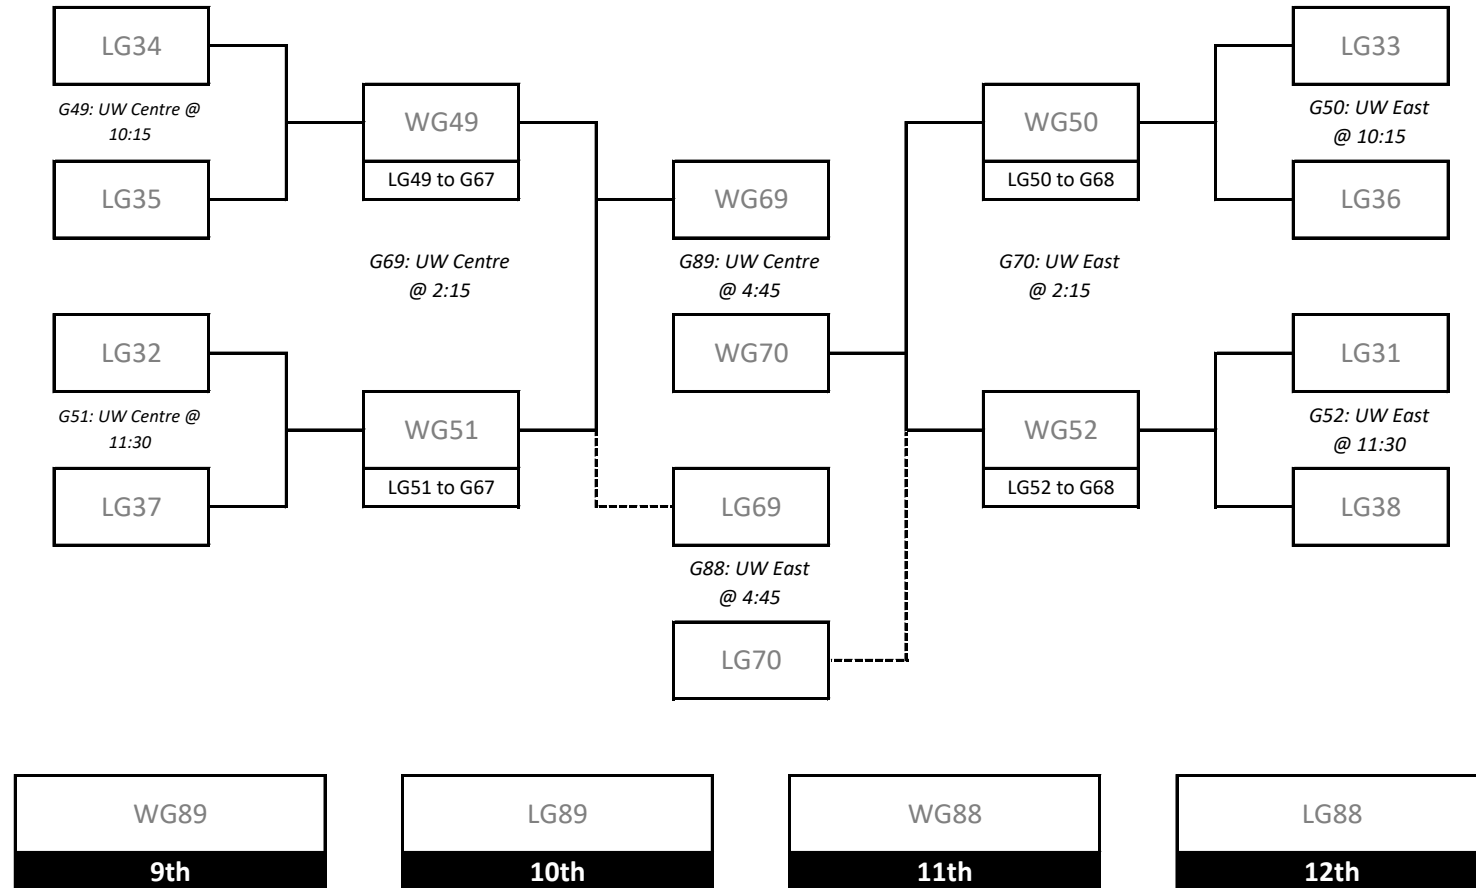 LG34
LG33
G49: UW Centre @
10:15
WG49
WG50
G50: UW East
@ 10:15
LG49 to G67
LG50 to G68
LG35
WG69
LG36
G69: UW Centre
@ 2:15
G89: UW Centre
@ 4:45
G70: UW East
@ 2:15
LG32
WG70
LG31
G51: UW Centre @
11:30
WG51
WG52
G52: UW East
@ 11:30
LG51 to G67
LG52 to G68
LG37
LG69
LG38
G88: UW East
@ 4:45
LG70
WG89
LG89
WG88
LG88
9th
10th
11th
12th